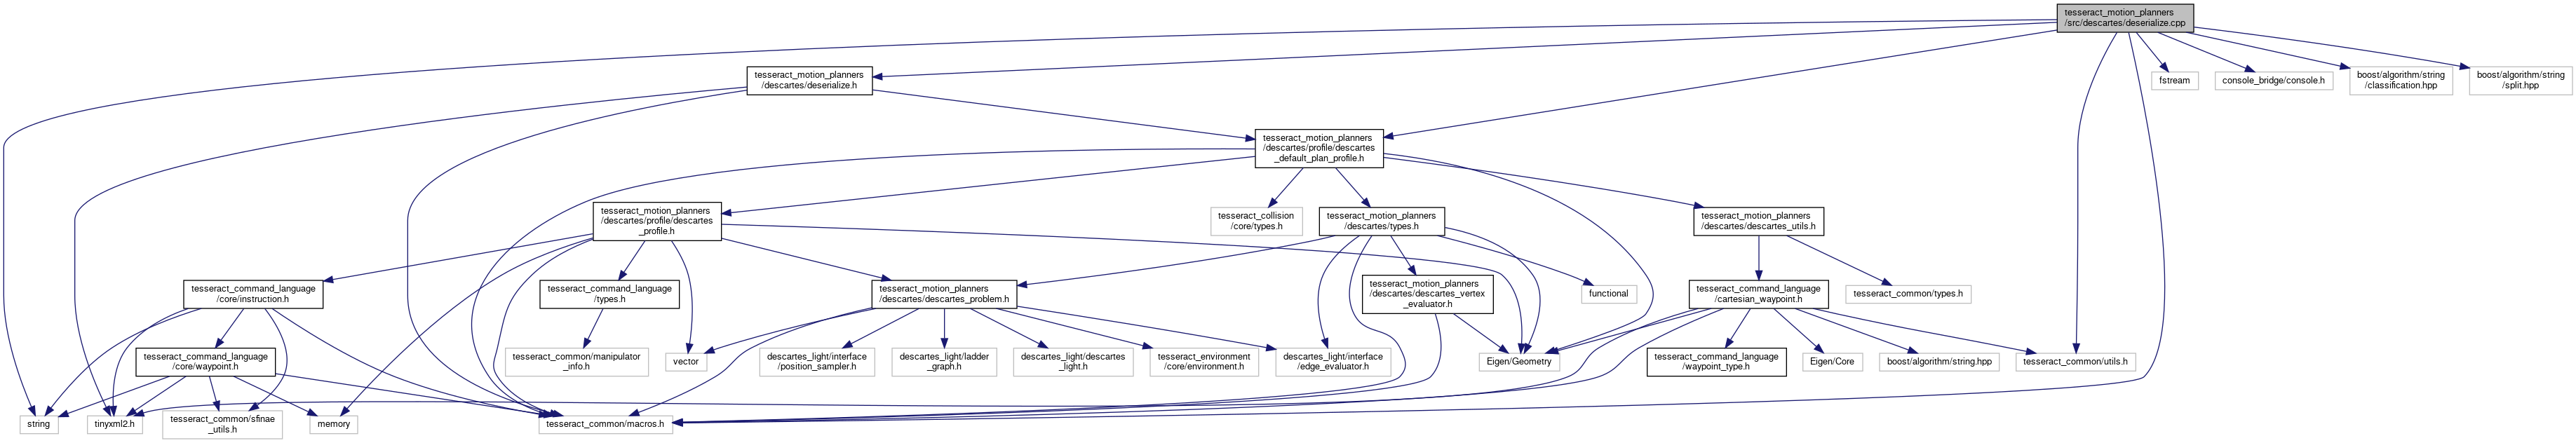 tesseract_motion_planners
/src/descartes/deserialize.cpp
tesseract_motion_planners
/descartes/deserialize.h
fstream
console_bridge/console.h
boost/algorithm/string
/classification.hpp
boost/algorithm/string
/split.hpp
tesseract_motion_planners
/descartes/profile/descartes
_default_plan_profile.h
tesseract_motion_planners
/descartes/profile/descartes
_profile.h
tesseract_collision
/core/types.h
tesseract_motion_planners
/descartes/types.h
tesseract_motion_planners
/descartes/descartes_utils.h
tesseract_command_language
/core/instruction.h
tesseract_command_language
/types.h
tesseract_motion_planners
/descartes/descartes_problem.h
tesseract_motion_planners
/descartes/descartes_vertex
_evaluator.h
functional
tesseract_command_language
/cartesian_waypoint.h
tesseract_common/types.h
tesseract_command_language
/core/waypoint.h
tesseract_common/manipulator
_info.h
vector
descartes_light/interface
/position_sampler.h
descartes_light/ladder
_graph.h
descartes_light/descartes
_light.h
tesseract_environment
/core/environment.h
descartes_light/interface
/edge_evaluator.h
Eigen/Geometry
tesseract_command_language
/waypoint_type.h
Eigen/Core
boost/algorithm/string.hpp
tesseract_common/utils.h
string
tinyxml2.h
tesseract_common/sfinae
_utils.h
memory
tesseract_common/macros.h